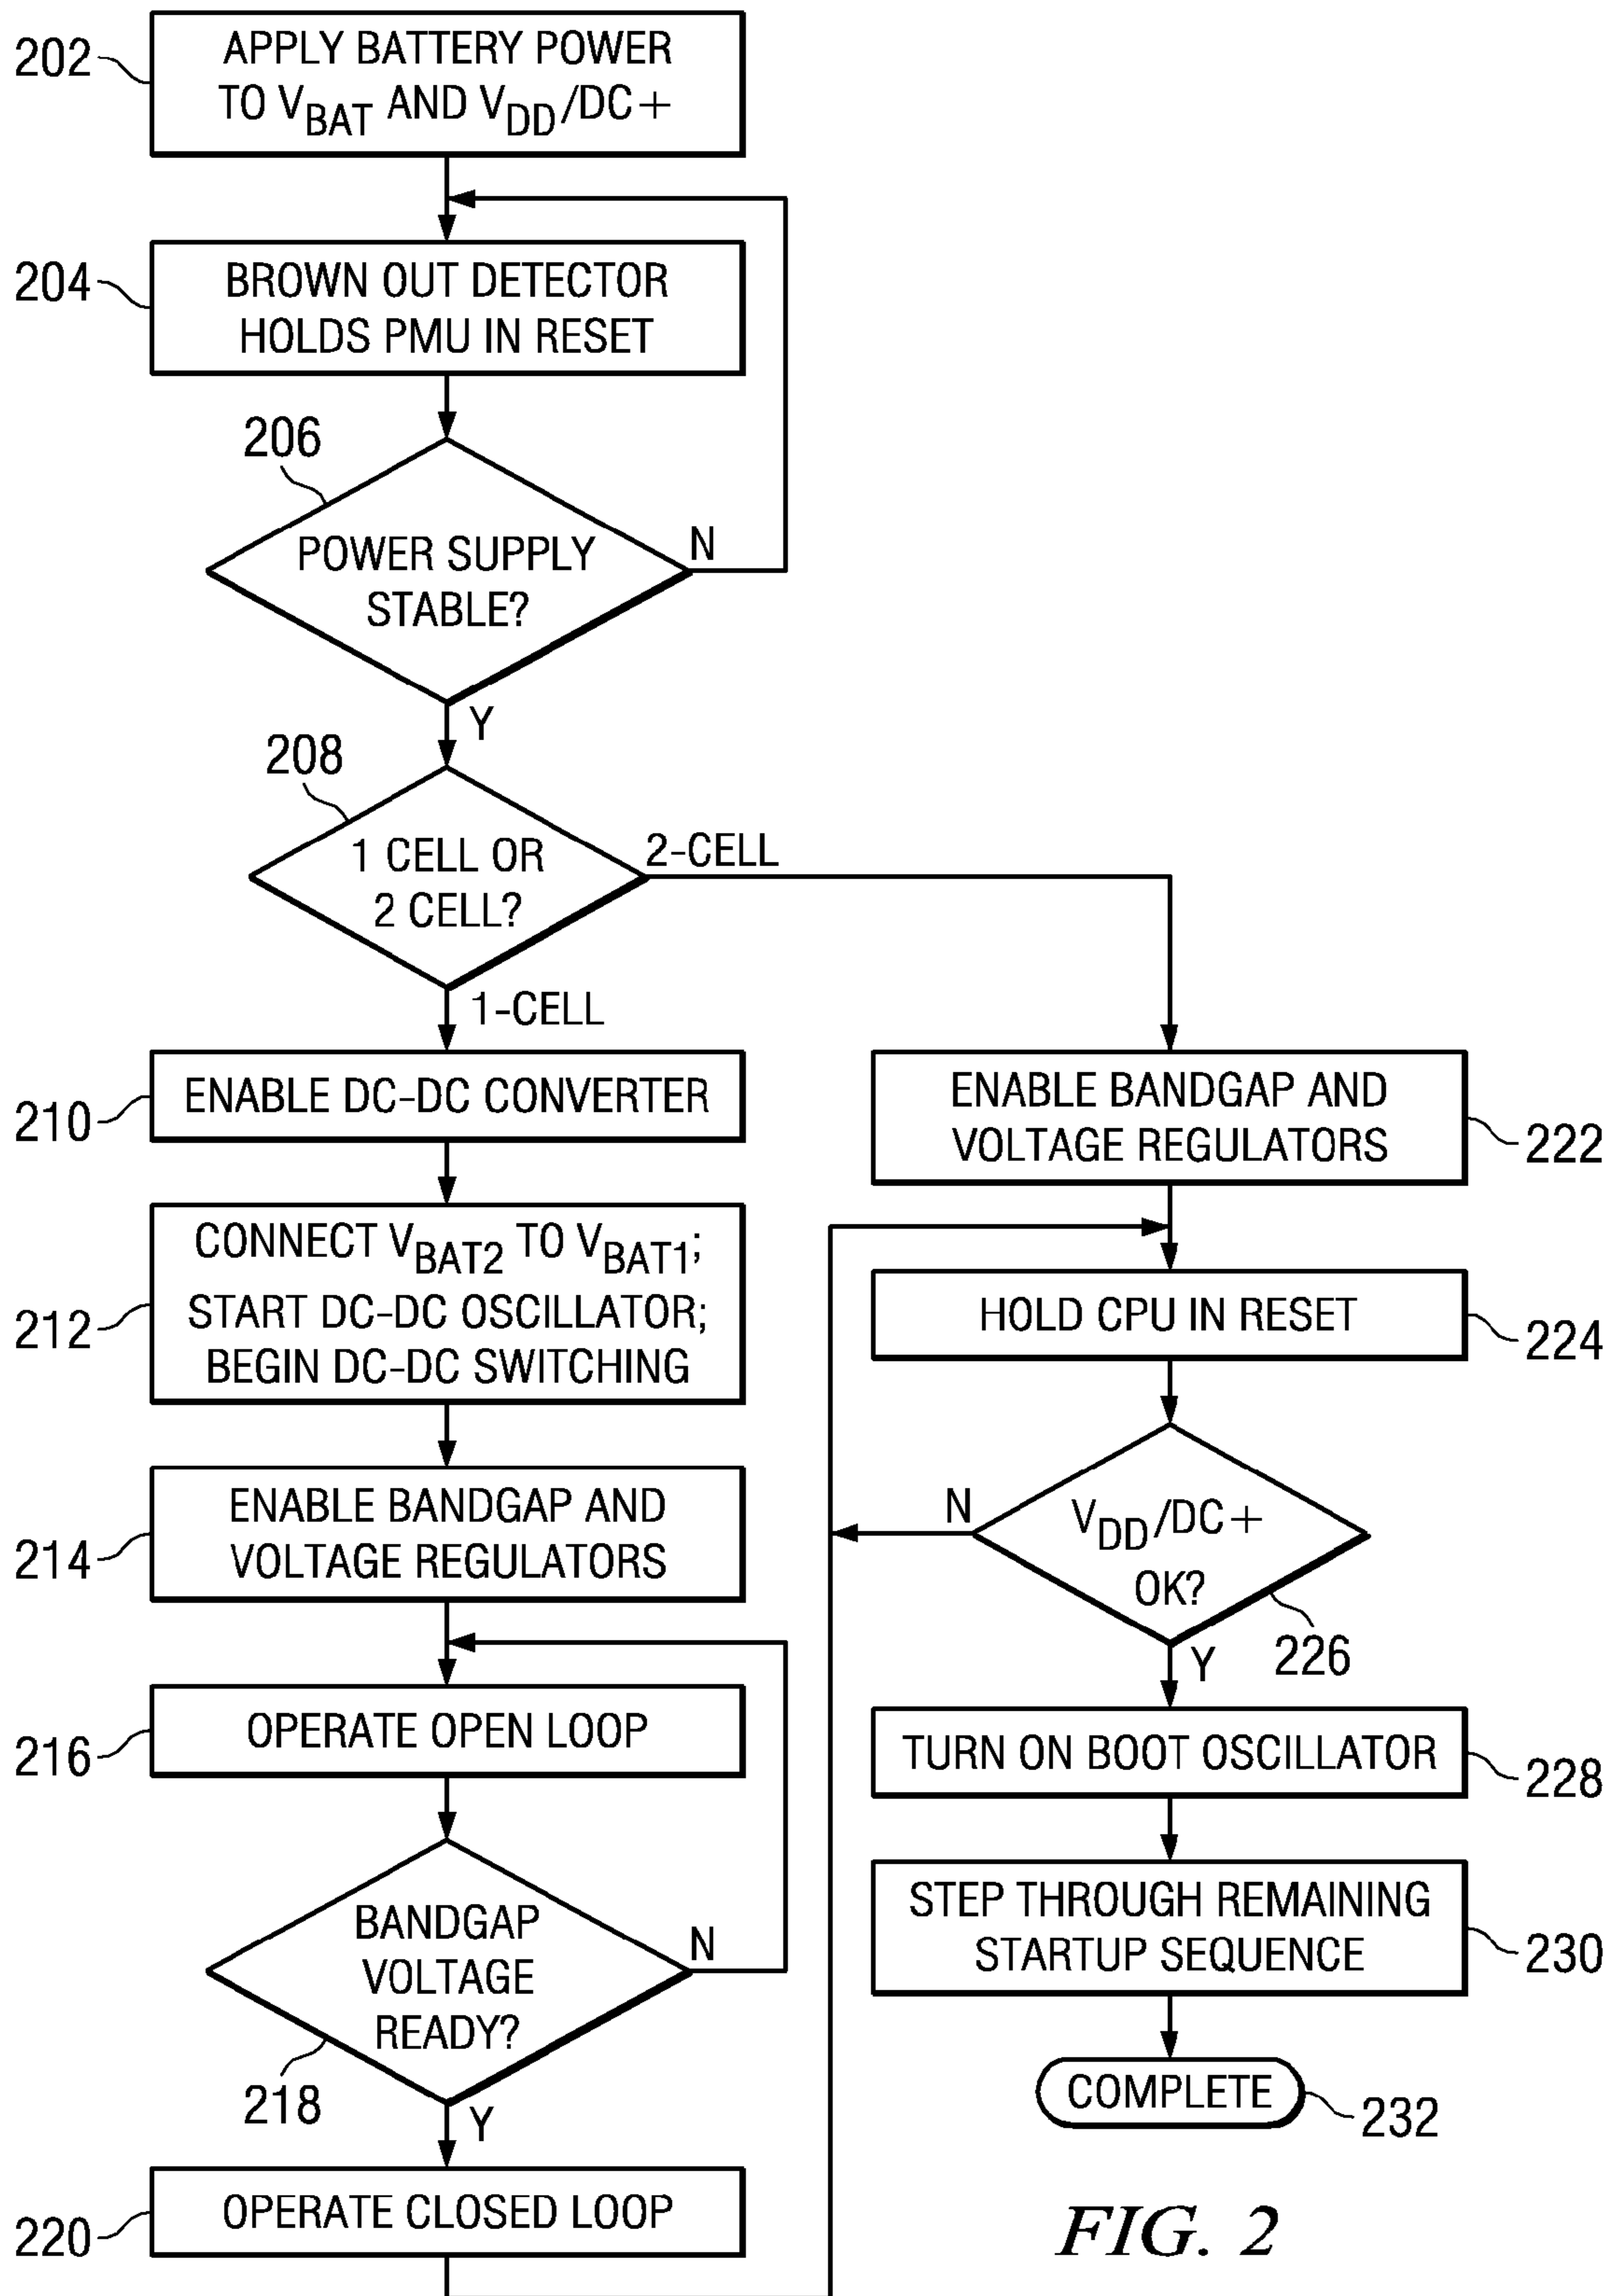 202
APPLY BATTERY POWER
TO VBAT AND VDD/DC+
204
BROWN OUT DETECTOR
HOLDS PMU IN RESET
206
POWER SUPPLY
STABLE?
N
Y
208
1 CELL OR
2 CELL?
2-CELL
1-CELL
210
ENABLE DC-DC CONVERTER
212
CONNECT VBAT2 TO VBAT1;
START DC-DC OSCILLATOR;
BEGIN DC-DC SWITCHING
214
ENABLE BANDGAP AND
VOLTAGE REGULATORS
216
OPERATE OPEN LOOP
BANDGAP
VOLTAGE
READY?
N
218
Y
220
OPERATE CLOSED LOOP
ENABLE BANDGAP AND
VOLTAGE REGULATORS
222
HOLD CPU IN RESET
224
N
VDD/DC+
OK?
226
Y
TURN ON BOOT OSCILLATOR
228
STEP THROUGH REMAINING
STARTUP SEQUENCE
230
COMPLETE
232
FIG. 2